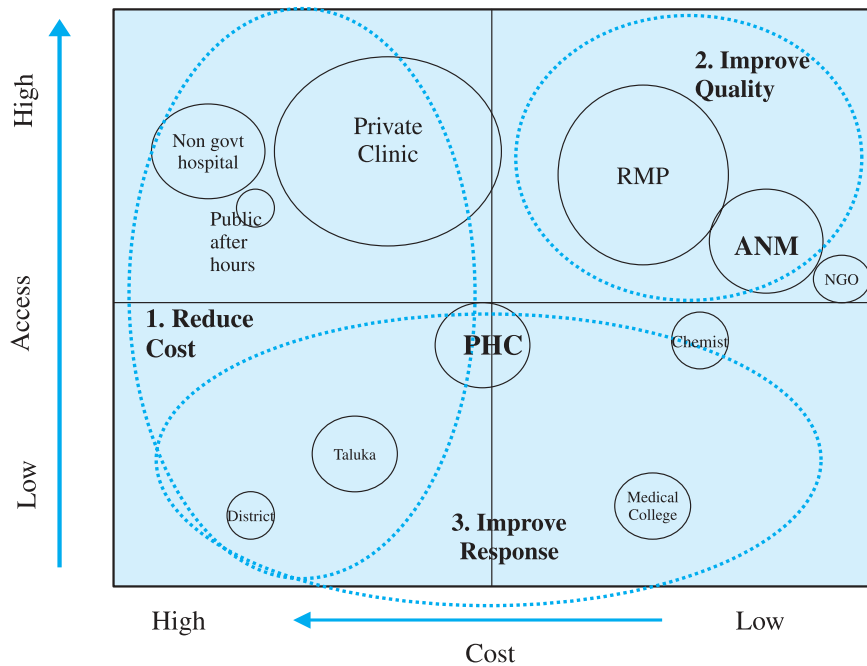 High
Access
Low
2. Improve
Quality
Private
Clinic
Non govt
hospital
RMP
Public
after
hours
ANM
NGO
1. Reduce
Cost
PHC
Chemist
Taluka
District
Medical
College
3. Improve
Response
High
Low
Cost